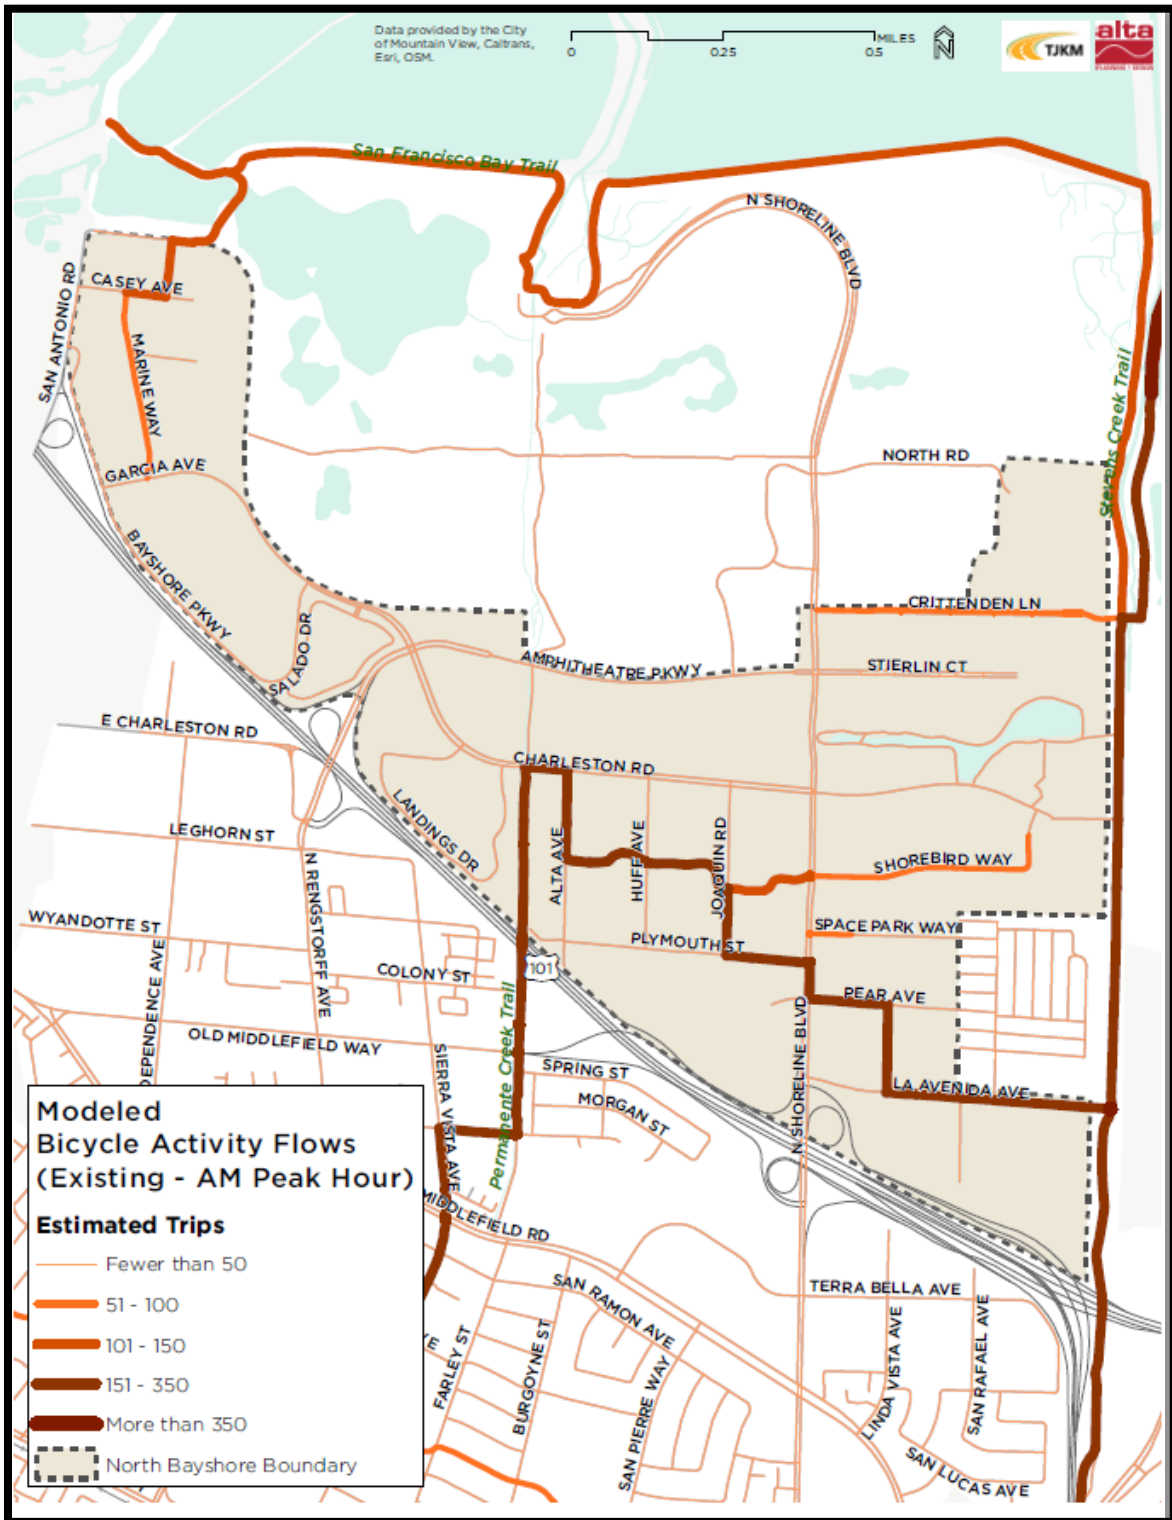 Data provided by the City
of Mountain View, Caltrans,
Esri, OSM.
0
0.25
0.5
MILES
N
TJKM
alta
PLANNING + DESIGN
San Francisco Bay Trail
N SHORELINE BLVD
SAN ANTONIO RD
CASEY AVE
MARINE WAY
GARCIA AVE
Stevens Creek Trail
NORTH RD
BAYSHORE PKWY
CRITTENDEN LN
SALADO DR
AMPHITHEATRE PKWY
STIERLIN CT
E CHARLESTON RD
CHARLESTON RD
LANDINGS DR
LEGHORN ST
ALTA AVE
HUFF AVE
JOAQUIN RD
SHOREBIRD WAY
N RENGSTORFF AVE
WYANDOTTE ST
SPACE PARK WAY
PLYMOUTH ST
COLONY ST
101
DEPENDENCE AVE
PEAR AVE
Permanente Creek Trail
N SHORELINE BLVD
OLD MIDDLEFIELD WAY
SIERRA VISTA AVE
SPRING ST
LA AVENIDA AVE
MORGAN ST
MIDDLEFIELD RD
SAN RAMON AVE
TERRA BELLA AVE
VE
FARLEY ST
BURGOYNE ST
SAN PIERRE WAY
LINDA VISTA AVE
SAN RAFAEL AVE
SAN LUCAS AVE
Modeled
Bicycle Activity Flows
(Existing - AM Peak Hour)
Estimated Trips
Fewer than 50
51 - 100
101 - 150
151 - 350
More than 350
North Bayshore Boundary